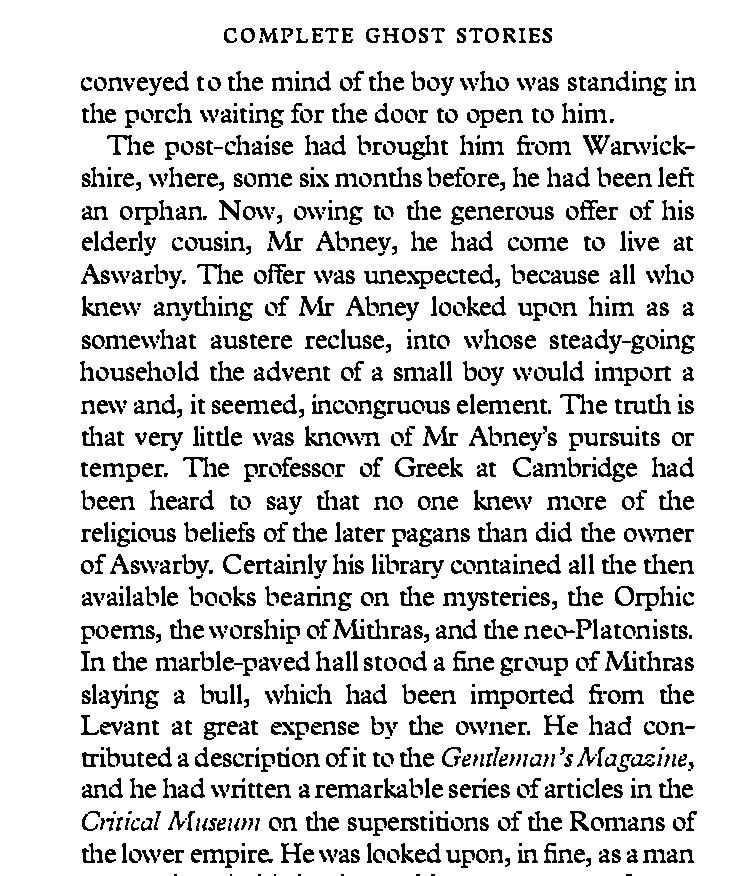 COMPLETE GHOST STORIES
conveyed to the mind of the boy who was standing in
the porch waiting for the door to open to him.
The post-chaise had brought him from Warwick-
shire, where, some six months before, he had been left
an orphan. Now, owing to the generous offer of his
elderly cousin, Mr Abney, he had come to live at
Aswarby. The offer was unexpected, because all who
knew anything of Mr Abney looked upon him as a
somewhat austere recluse, into whose steady-going
household the advent of a small boy would import a
new and, it seemed, incongruous element. The truth is
that very little was known of Mr Abney's pursuits or
temper. The professor of Greek at Cambridge had
been heard to say that no one knew more of the
religious beliefs of the later pagans than did the owner
of Aswarby. Certainly his library contained all the then
available books bearing on the mysteries, the Orphic
poems, the worship of Mithras, and the neo-Platonists.
In the marble-paved hall stood a fine group of Mithras
slaying a bull, which had been imported from the
Levant at great expense by the owner. He had con-
tributed a description of it to the Gentleman's Magazine,
and he had written a remarkable series of articles in the
Critical Museum on the superstitions of the Romans of
the lower empire. He was looked upon, in fine, as a man